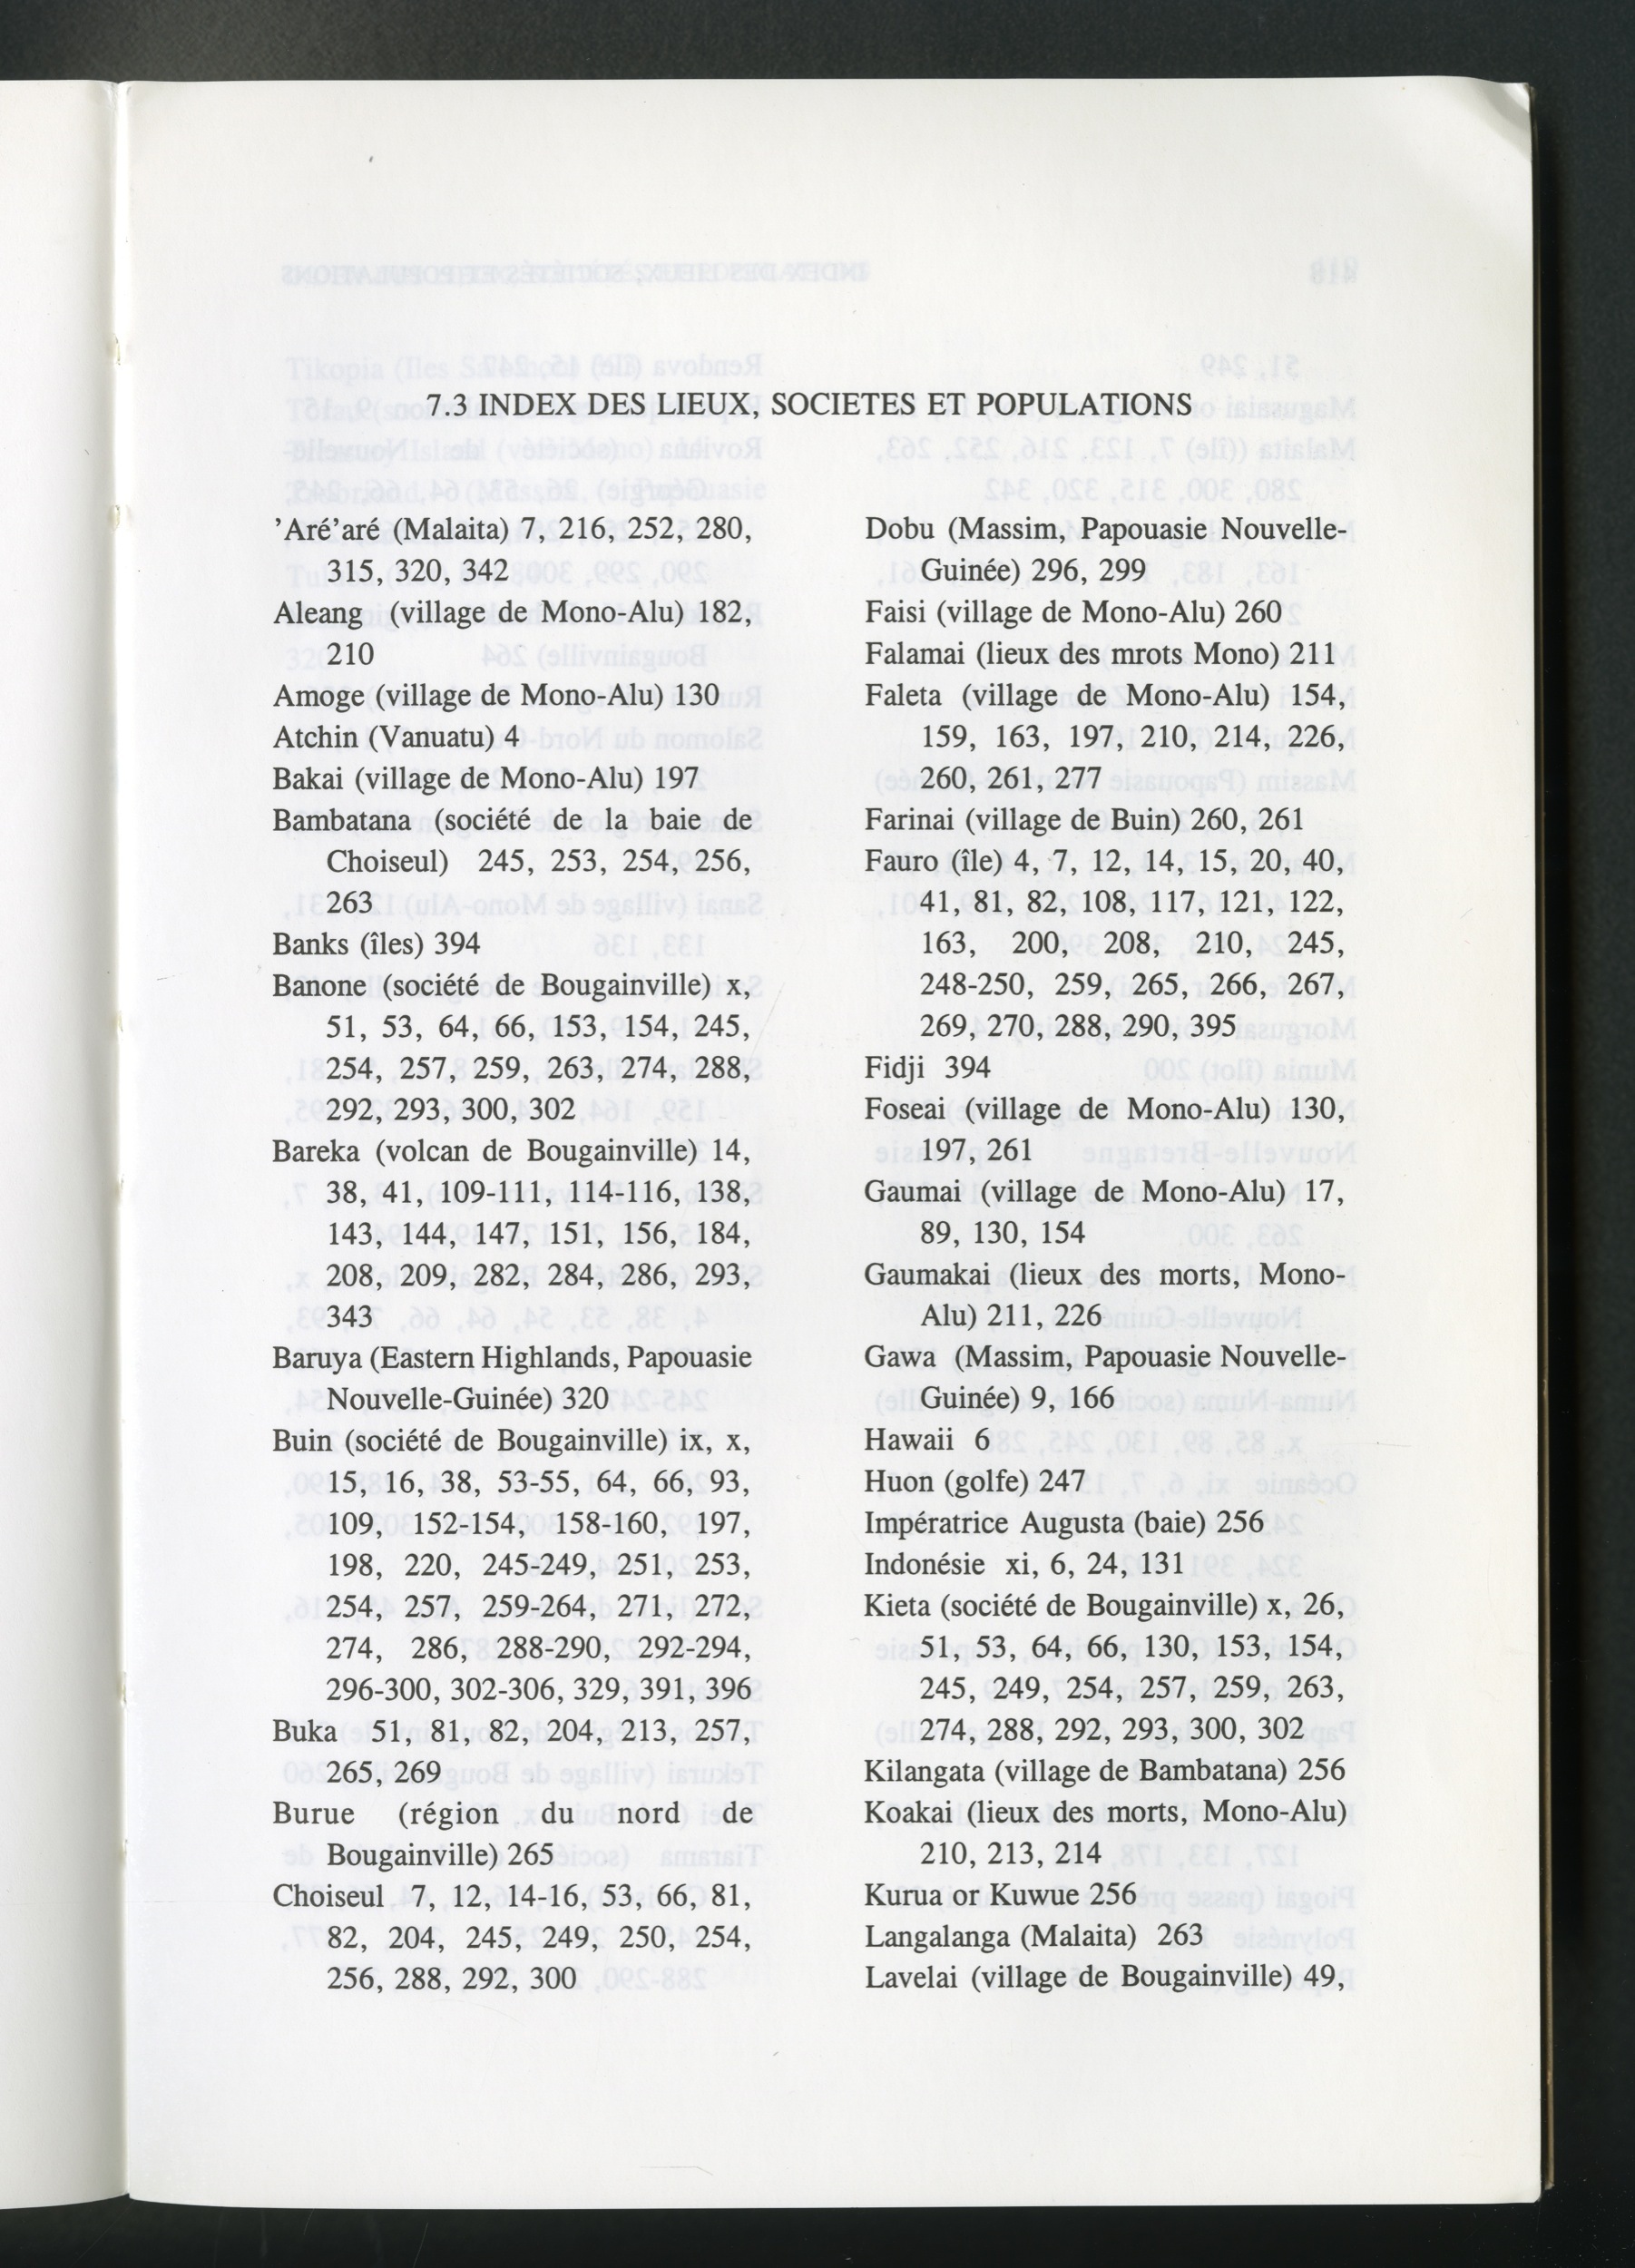 7.3 INDEX DES LIEUX, SOCIETES ET POPULATIONS
’Aré’aré (Malaita) 7, 216, 252, 280,
315, 320, 342
Aleang (village de Mono-Alu) 182,
210
Amoge (village de Mono-Alu) 130
Atchin (Vanuatu) 4
Bakai (village de Mono-Alu) 197
Bambatana (société de la baie de
Choiseul) 245, 253, 254, 256,
263
Banks (îles) 394
Banone (société de Bougainville) x,
51, 53, 64, 66, 153, 154, 245,
254, 257, 259, 263, 274, 288,
292, 293, 300, 302
Bareka (volcan de Bougainville) 14,
38, 41, 109-111, 114-116, 138,
143, 144, 147, 151, 156, 184,
208, 209, 282, 284, 286, 293,
343
Baruya (Eastern Highlands, Papouasie
Nouvelle-Guinée) 320
Buin (société de Bougainville) ix, x,
15, 16, 38, 53-55, 64, 66, 93,
109, 152-154, 158-160, 197,
198, 220, 245-249, 251, 253,
254, 257, 259-264, 271, 272,
274, 286, 288-290, 292-294,
296-300, 302-306, 329, 391, 396
Buka 51, 81, 82, 204, 213, 257,
265, 269
Burue (région du nord de
Bougainville) 265
Choiseul 7, 12, 14-16, 53, 66, 81,
82, 204, 245, 249, 250, 254,
256, 288, 292, 300
Dobu (Massim, Papouasie Nouvelle-
Guinée) 296, 299
Faisi (village de Mono-Alu) 260
Falamai (lieux des mrots Mono) 211
Faleta (village de Mono-Alu) 154,
159, 163, 197, 210, 214, 226,
260, 261, 277
Farinai (village de Buin) 260, 261
Fauro (île) 4, 7, 12, 14, 15, 20, 40,
41, 81, 82, 108, 117, 121, 122,
163, 200, 208, 210, 245,
248-250, 259, 265, 266, 267,
269, 270, 288, 290, 395
Fidji 394
Foseai (village de Mono-Alu) 130,
197, 261
Gaumai (village de Mono-Alu) 17,
89, 130, 154
Gaumakai (lieux des morts, Mono-
Alu) 211, 226
Gawa (Massim, Papouasie Nouvelle-
Guinée) 9, 166
Hawaii 6
Huon (golfe) 247
Impératrice Augusta (baie) 256
Indonésie xi, 6, 24, 131
Kieta (société de Bougainville) x, 26,
51, 53, 64, 66, 130, 153, 154,
245, 249, 254, 257, 259, 263,
274, 288, 292, 293, 300, 302
Kilangata (village de Bambatana) 256
Koakai (lieux des morts, Mono-Alu)
210, 213, 214
Kurua or Kuwue 256
Langalanga (Malaita) 263
Lavelai (village de Bougainville) 49,